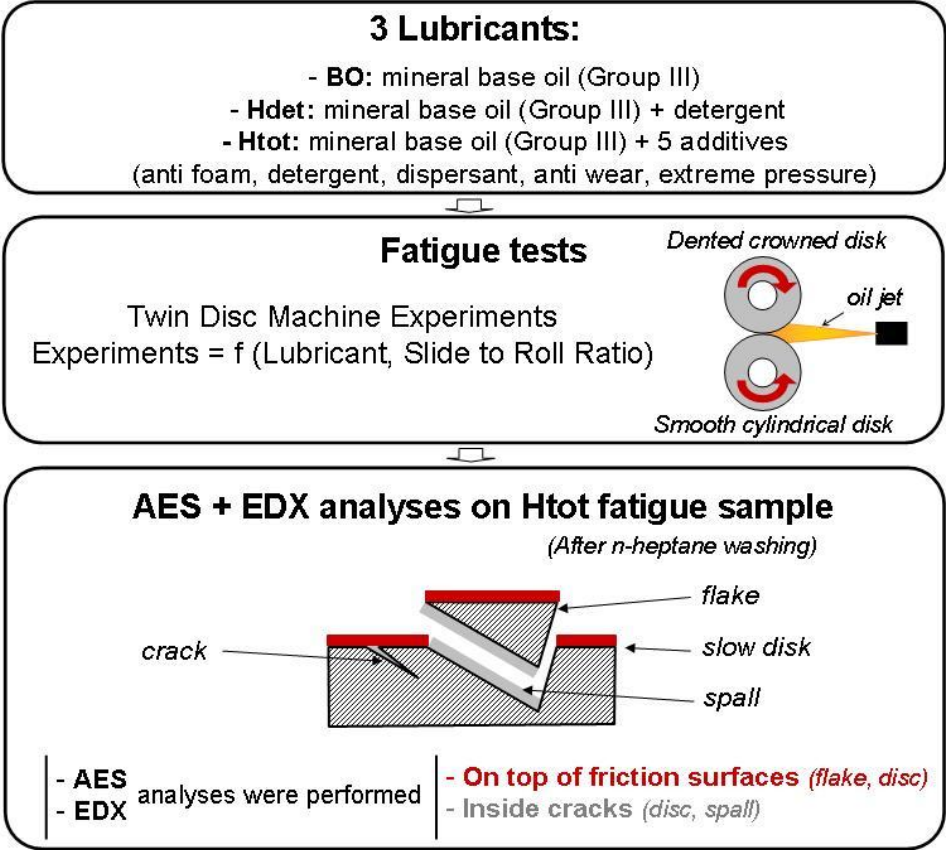 3 Lubricants:
- BO: mineral base oil (Group III)
- Hdet: mineral base oil (Group III) + detergent
- Htot: mineral base oil (Group III) + 5 additives
(anti foam, detergent, dispersant, anti wear, extreme pressure)
Fatigue tests
Twin Disc Machine Experiments
Experiments = f (Lubricant, Slide to Roll Ratio)
Dented crowned disk
oil jet
Smooth cylindrical disk
AES + EDX analyses on Htot fatigue sample
(After n-heptane washing)
flake
crack
slow disk
spall
- AES
- EDX
analyses were performed
- On top of friction surfaces (flake, disc)
- Inside cracks (disc, spall)